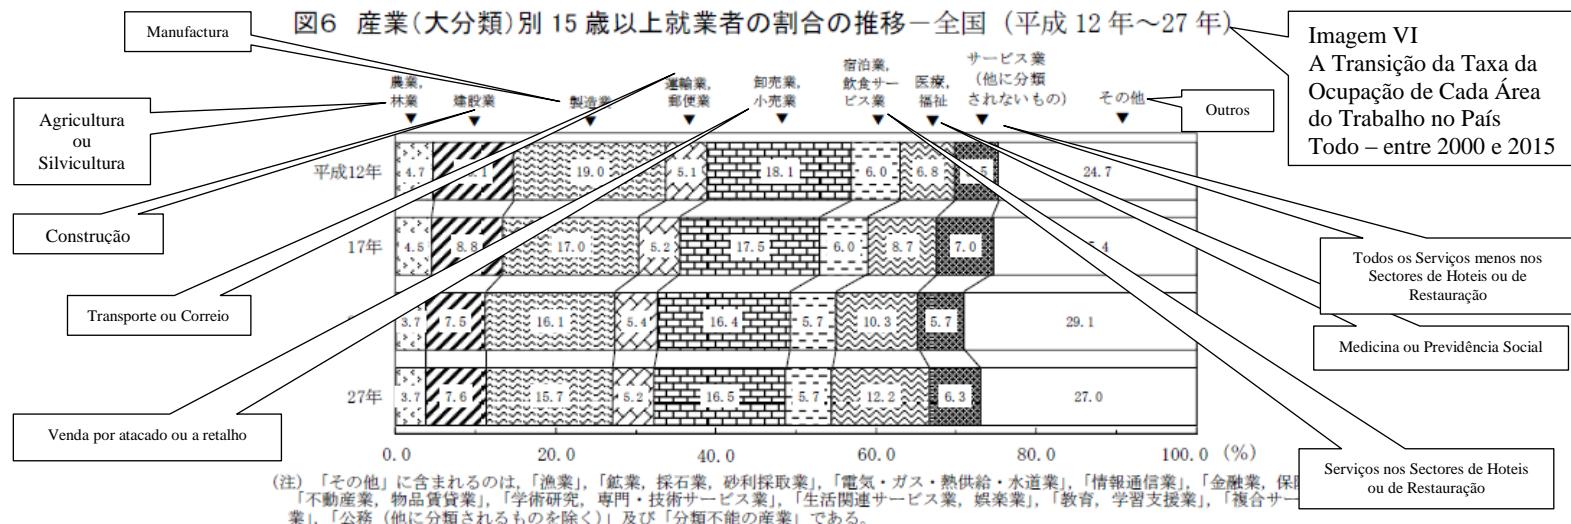 図6 産業(大分類)別 15 歳以上就業者の割合の推移－全国 (平成 12 年～27 年)
Manufactura
Imagem VI
A Transição da Taxa da
Ocupação de Cada Área
do Trabalho no País
Todo – entre 2000 e 2015
農業,
林業
建設業
製造業
運輸業,
郵便業
卸売業,
小売業
宿泊業,
飲食サー
ビス業
医療,
福祉
サービス業
(他に分類
されないもの)
その他
Agricultura
ou
Silvicultura
Outros
平成12年 4.7 19.0 5.1 18.1 6.0 6.8 24.7
Construção
17年 4.5 8.8 17.0 5.2 17.5 6.0 8.7 7.0
Todos os Serviços menos nos
Sectores de Hoteis ou de
Restauração
Transporte ou Correio
3.7 7.5 16.1 5.4 16.4 5.7 10.3 5.7 29.1
Medicina ou Previdência Social
27年 3.7 7.6 15.7 5.2 16.5 5.7 12.2 6.3 27.0
Venda por atacado ou a retalho
0.0 20.0 40.0 60.0 80.0 100.0 (%)
Serviços nos Sectores de Hoteis
ou de Restauração
(注) 「その他」に含まれるのは,「漁業」,「鉱業, 採石業, 砂利採取業」,「電気・ガス・熱供給・水道業」,「情報通信業」,「金融業, 保
「不動産業, 物品賃貸業」,「学術研究, 専門・技術サービス業」,「生活関連サービス業, 娯楽業」,「教育, 学習支援業」,「複合サー
業」,「公務 (他に分類されるものを除く)」及び「分類不能の産業」である。